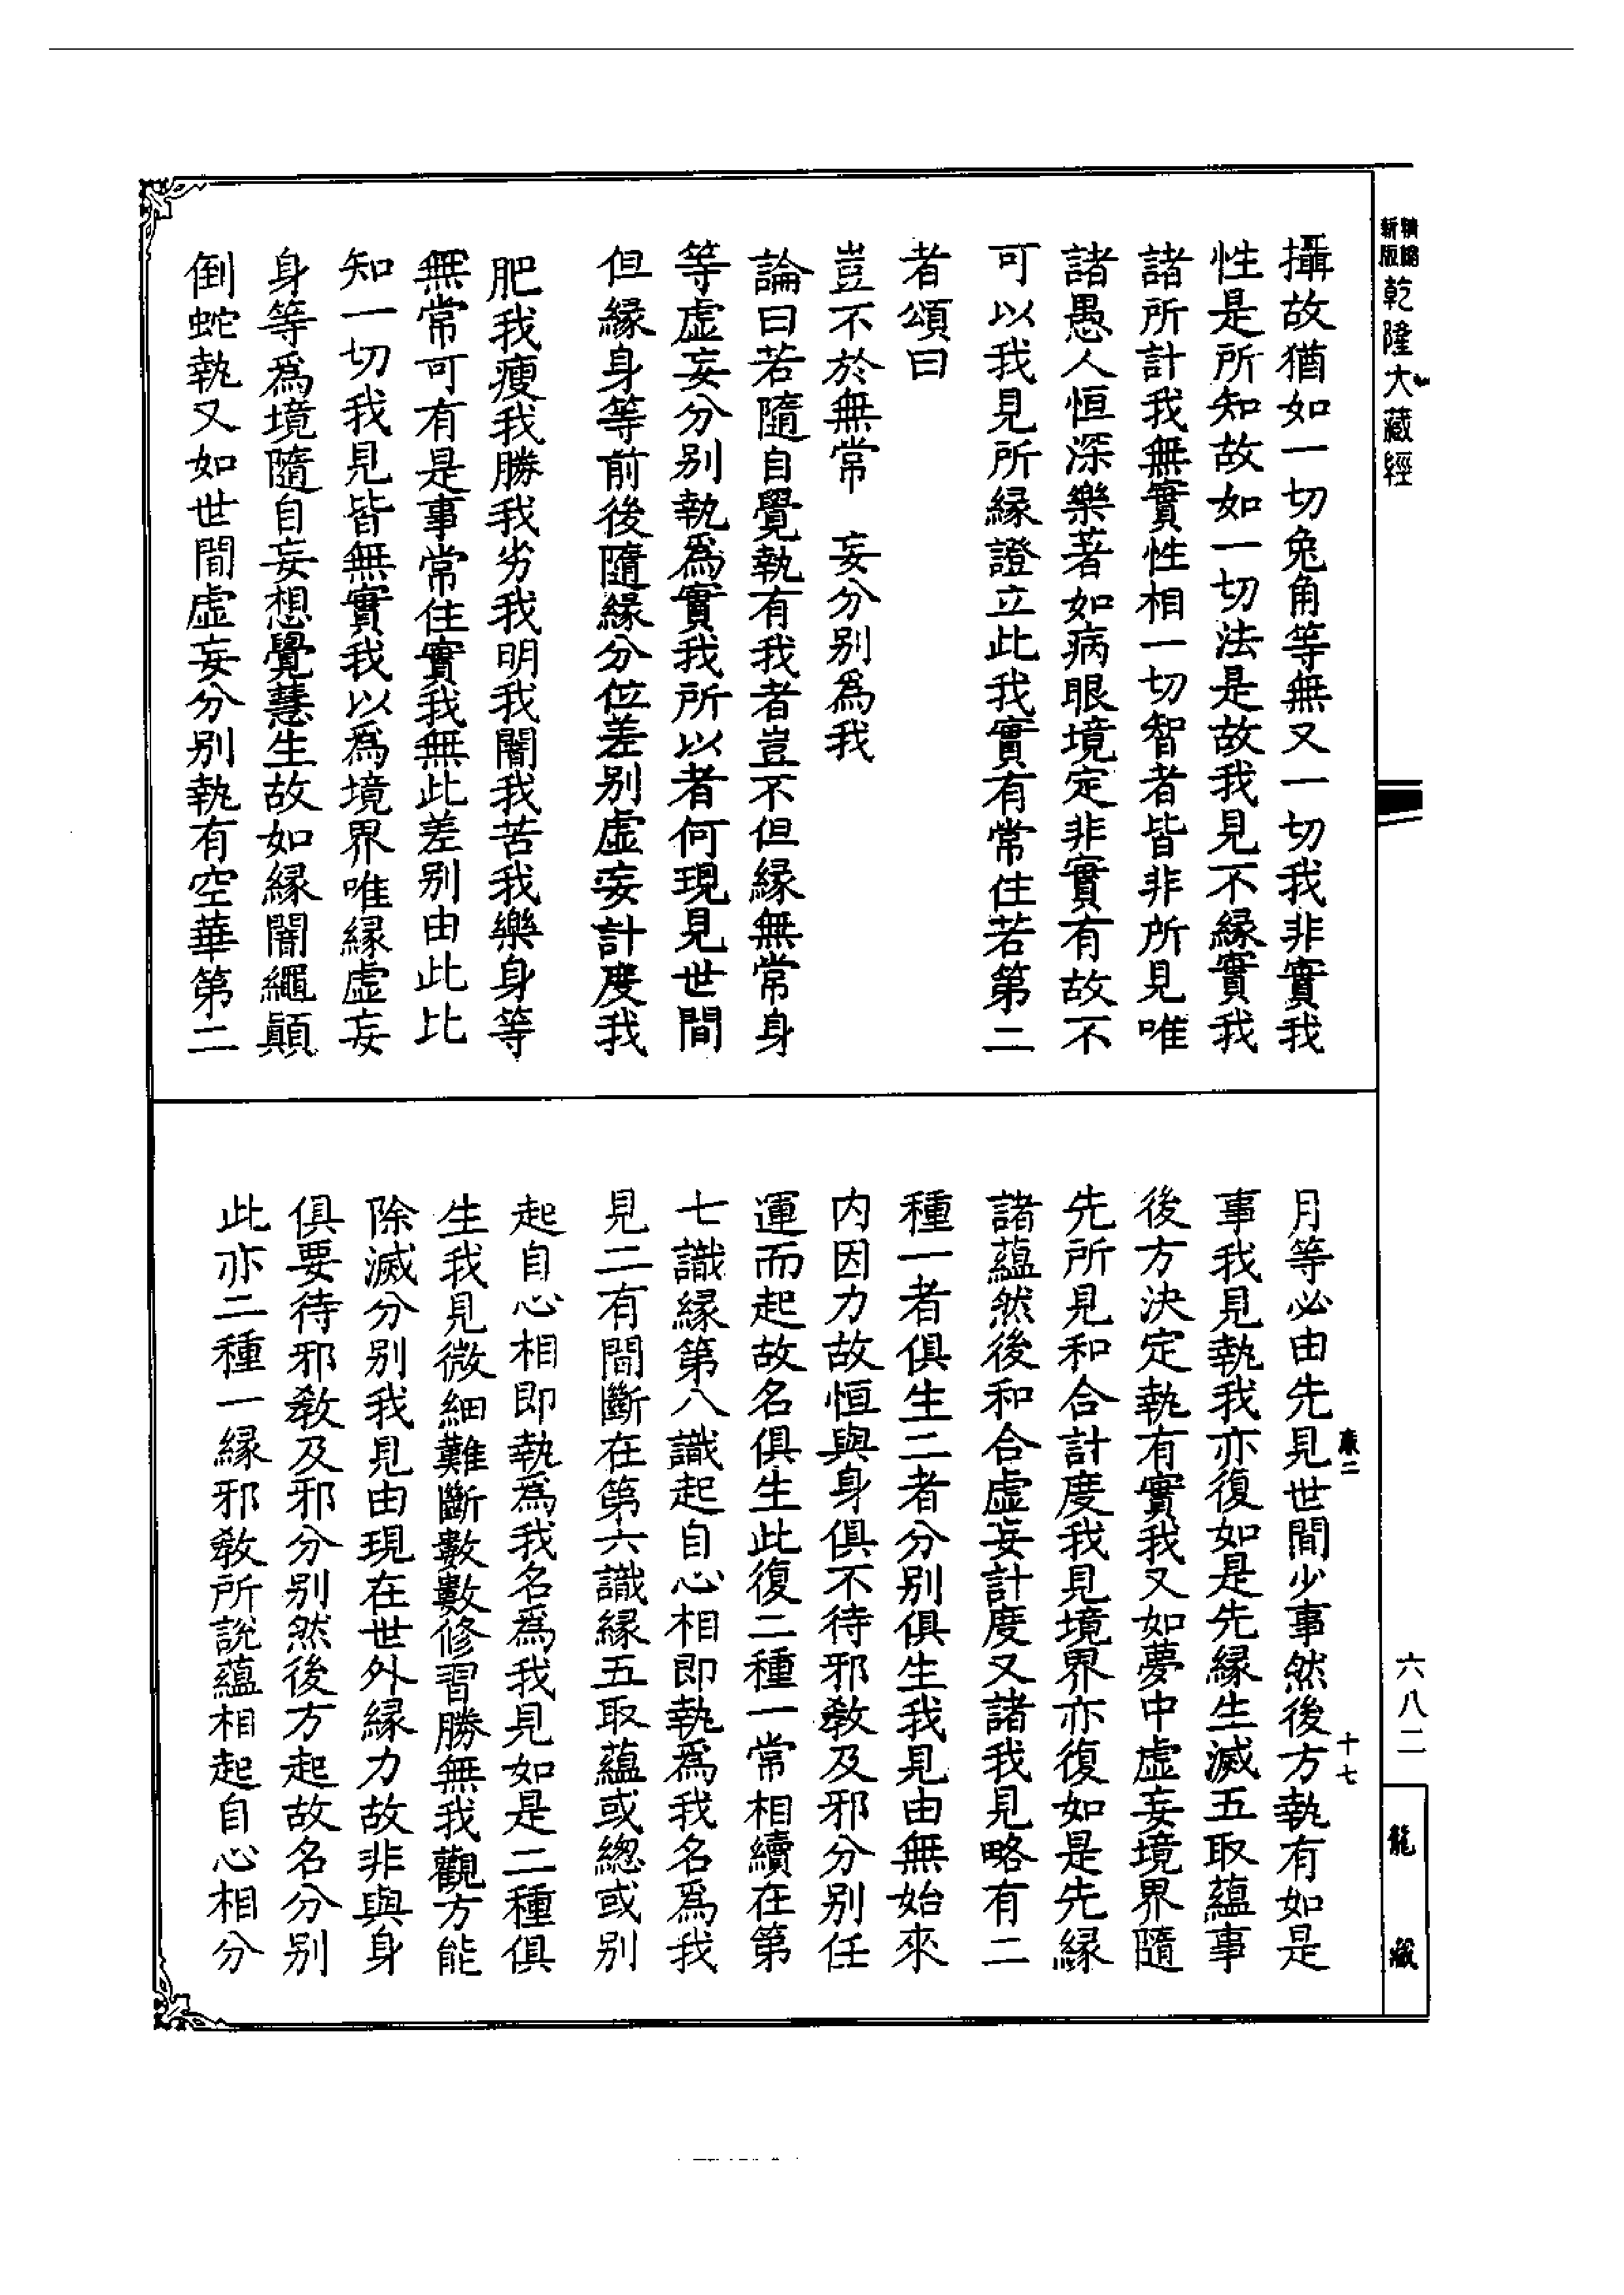 新版
精縮
乾隆大藏經
攝故猶如一切兔角等無又一切我非實我
性是所知故如一切法是故我見不緣實我
諸所計我無實性相一切智者皆非所見唯
諸愚人恒深樂著如病眼境定非實有故不
可以我見所緣證立此我實有常住若第二
者頌曰
豈不於無常　妄分別為我
論曰若隨自覺執有我者豈不但緣無常身
等虛妄分別執為實我所以者何現見世間
但緣身等前後隨緣分位差別虛妄計度我
肥我瘦我勝我劣我明我闇我苦我樂身等
無常可有是事常住實我無此差別由此比
知一切我見皆無實我以為境界唯緣虛妄
身等為境隨自妄想覺慧生故如緣闇繩顛
倒蛇執又如世間虛妄分別執有空華第二
月等必由先見世間少事然後方執有如是
事我見執我亦復如是先緣生滅五取蘊事
後方決定執有實我又如夢中虛妄境界隨
先所見和合計度我見境界亦復如是先緣
諸蘊然後和合虛妄計度又諸我見略有二
種一者俱生二者分別俱生我見由無始來
內因力故恒與身俱不待邪教及邪分別任
運而起故名俱生此復二種一常相續在第
七識緣第八識起自心相即執為我名為我
見二有間斷在第六識緣五取蘊或總或別
起自心相即執為我名為我見如是二種俱
生我見微細難斷數數修習勝無我觀方能
除滅分別我見由現在世外緣力故非與身
俱要待邪教及邪分別然後方起故名分別
此亦二種一緣邪教所說蘊相起自心相分
康二
十七
六八二
龍藏